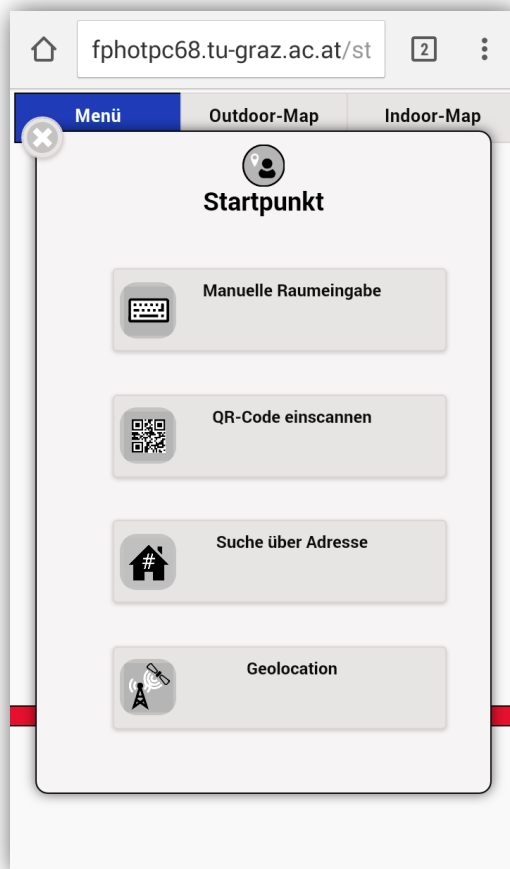 fphotpc68.tu-graz.ac.at/st
2
Menü Outdoor-Map Indoor-Map
Startpunkt
Manuelle Raumeingabe
QR-Code einscannen
Suche über Adresse
#
Geolocation